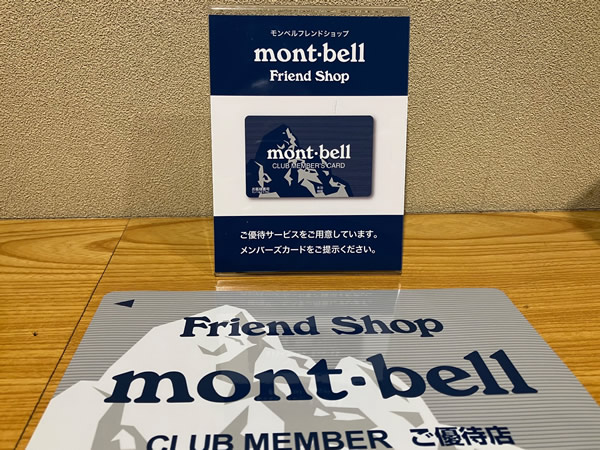 モンベルフレンドショップ
mont·bell
Friend Shop
mont·bell
CLUB MEMBER'S CARD
ご優待サービスをご用意しています。
メンバーズカードをご提示ください。
Friend Shop
mont·bell
CLUB MEMBER ご優待店